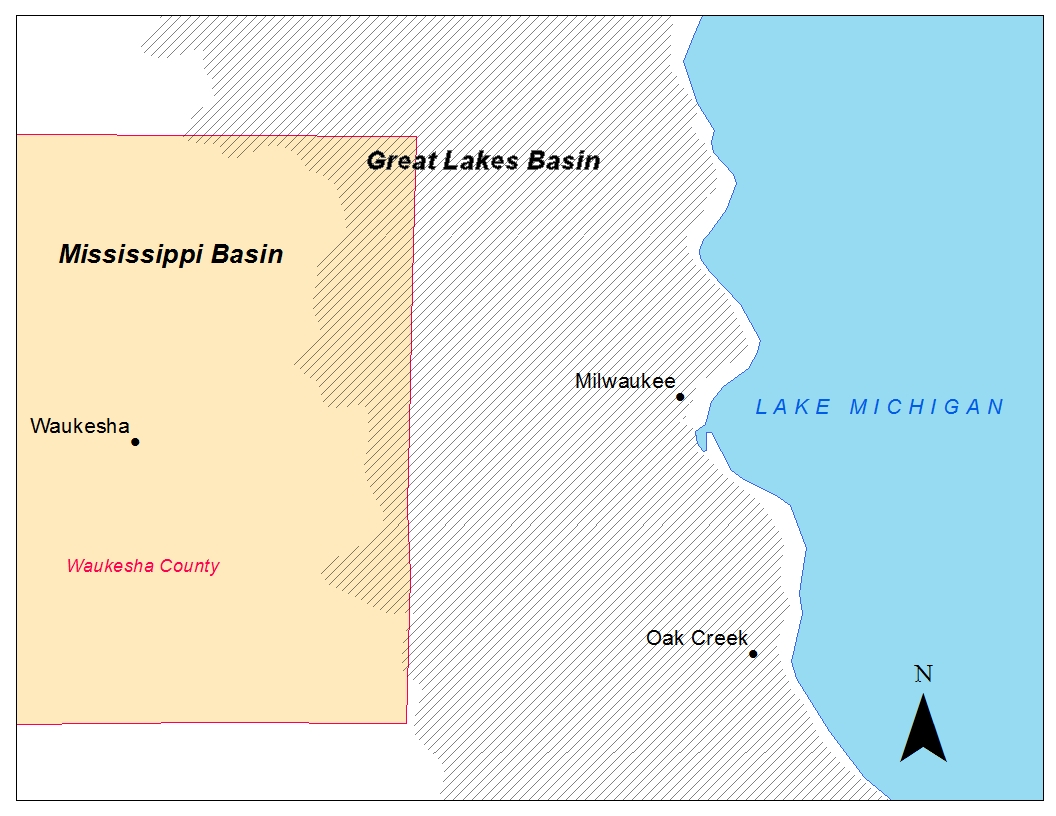 Great Lakes Basin
Mississippi Basin
Milwaukee
LAKE MICHIGAN
Waukesha
Waukesha County
Oak Creek
N